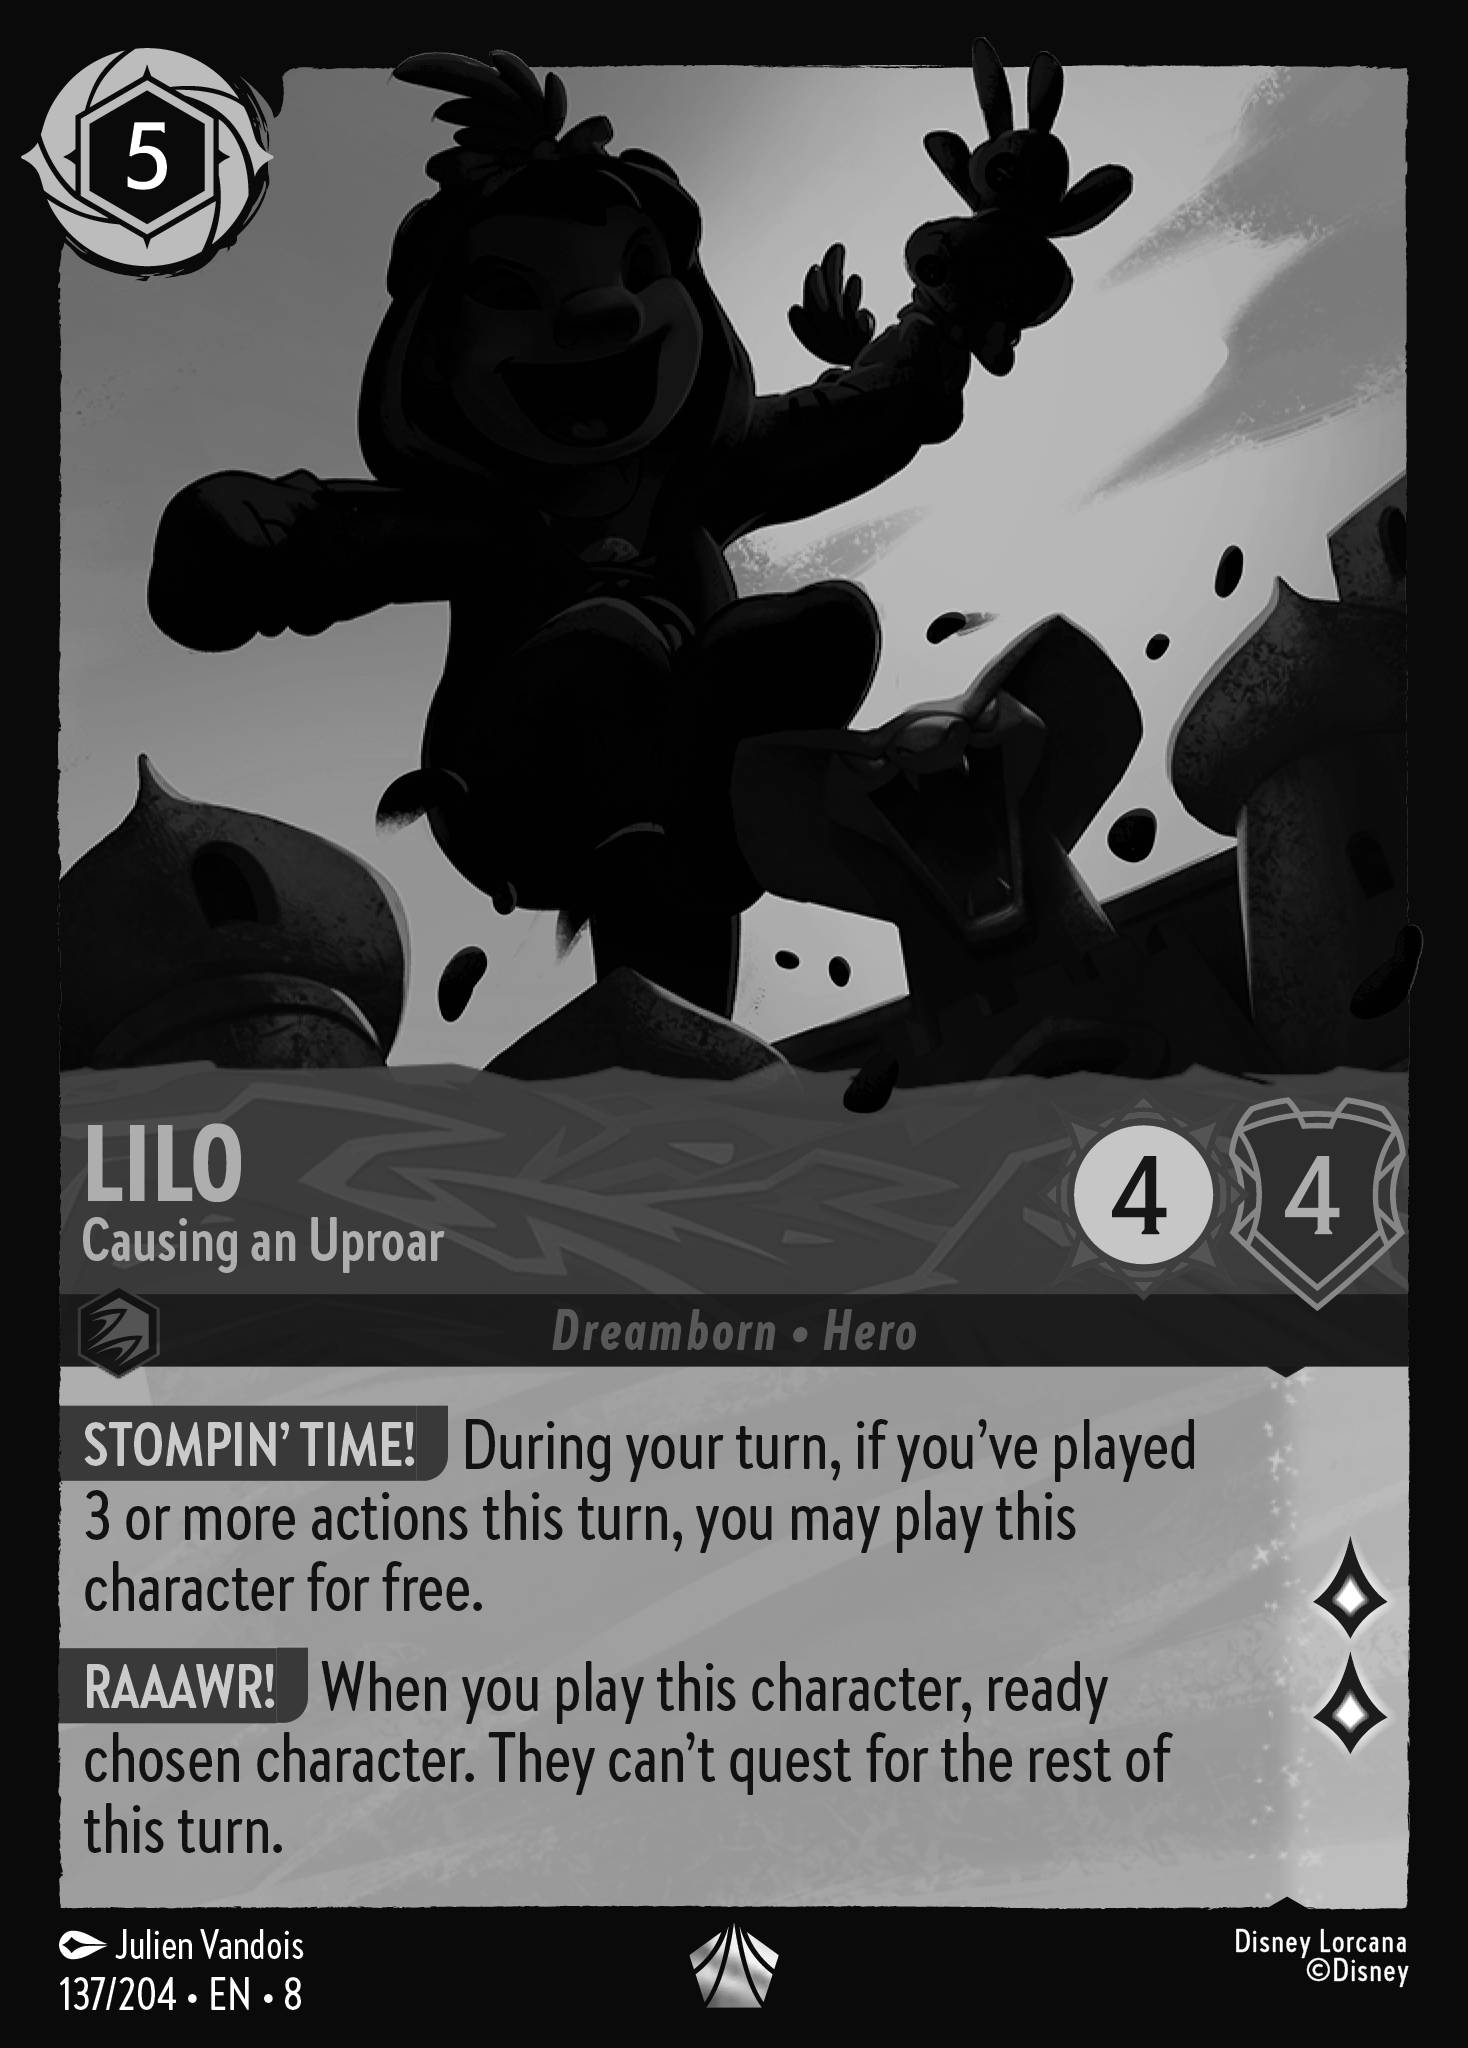 5
LILO
Causing an Uproar
4
4
Dreamborn • Hero
STOMPIN' TIME! During your turn, if you've played
3 or more actions this turn, you may play this
character for free.
RAAAWR! When you play this character, ready
chosen character. They can't quest for the rest of
this turn.
Julien Vandois
137/204 • EN • 8
Disney Lorcana
©Disney